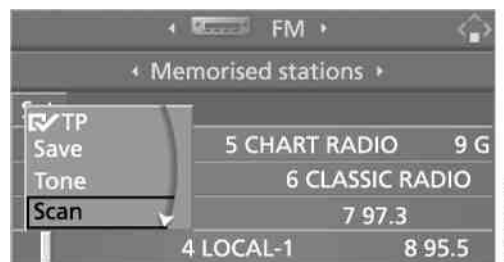 FM
Memorised stations
TP
Save 5 CHART RADIO 9 G
Tone 6 CLASSIC RADIO
Scan 7 97.3
4 LOCAL-1 8 95.5